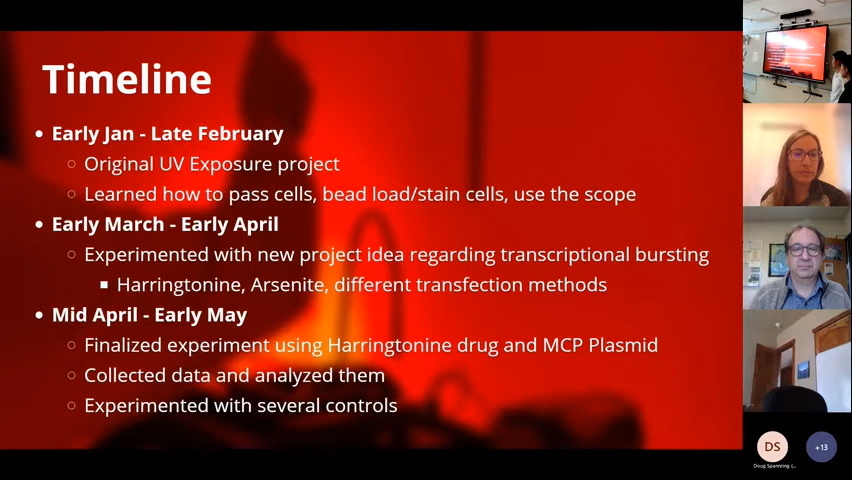 Timeline
• Early Jan - Late February
○ Original UV Exposure project
○ Learned how to pass cells, bead load/stain cells, use the scope
• Early March - Early April
○ Experimented with new project idea regarding transcriptional bursting
■ Harringtonine, Arsenite, different transfection methods
• Mid April - Early May
○ Finalized experiment using Harringtonine drug and MCP Plasmid
○ Collected data and analyzed them
○ Experimented with several controls
DS
+13
Doug Spanning (...